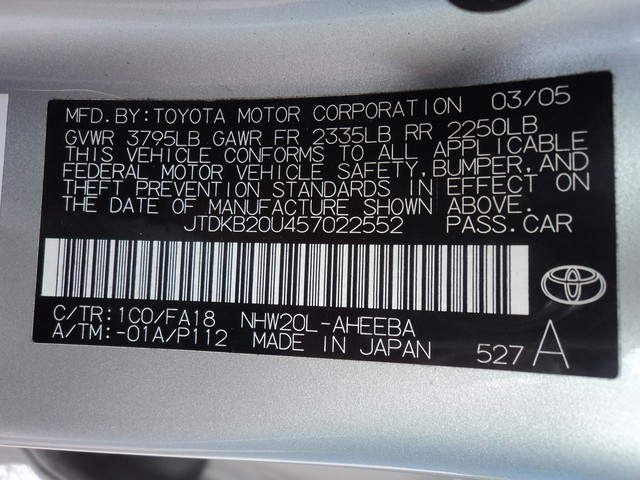 MFD.BY:TOYOTA MOTOR CORPORATION 03/05
GVWR 3795LB GAWR FR 2335LB RR 2250LB
THIS VEHICLE CONFORMS TO ALL APPLICABLE
FEDERAL MOTOR VEHICLE SAFETY,BUMPER,AND
THEFT PREVENTION STANDARDS IN EFFECT ON
THE DATE OF MANUFACTURE SHOWN ABOVE.
JTDKB20U457022552 PASS.CAR
C/TR:1C0/FA18 NHW20L-AHEEBA
A/TM:-01A/P112 MADE IN JAPAN 527 A